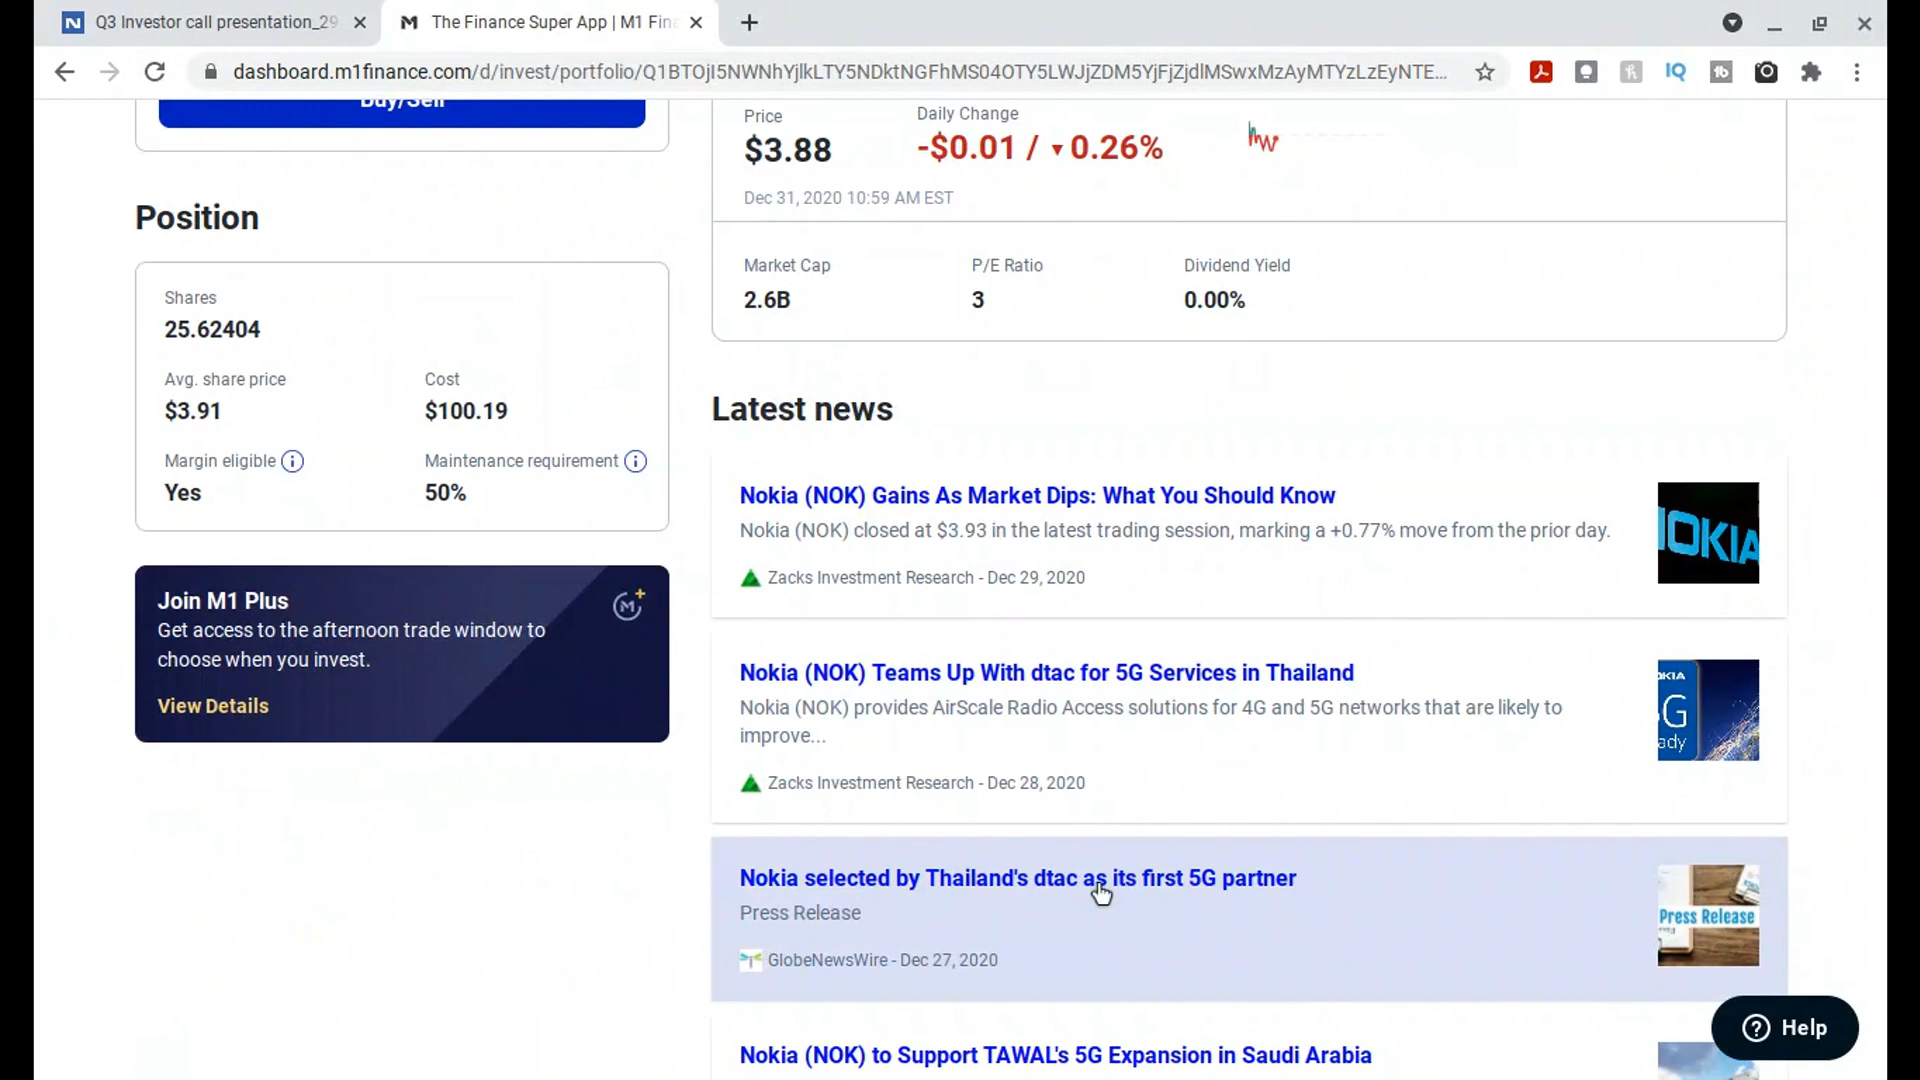 Q3 Investor call presentation_29
The Finance Super App | M1 Fin
dashboard.m1finance.com/d/invest/portfolio/Q1BTOjI5NWNhYjlkLTY5NDktNGFhMS04OTY5LWJjZDM5YjFjZjdlMSwxMzAyMTYzLzEyNTE...
IQ
Buy/Sell
Position
Shares
25.62404
Avg. share price
Cost
$3.91
$100.19
Margin eligible
Maintenance requirement
Yes
50%
Join M1 Plus
Get access to the afternoon trade window to
choose when you invest.
View Details
Price
Daily Change
$3.88
-$0.01 / ▼0.26%
Dec 31, 2020 10:59 AM EST
Market Cap
P/E Ratio
Dividend Yield
2.6B
3
0.00%
Latest news
Nokia (NOK) Gains As Market Dips: What You Should Know
Nokia (NOK) closed at $3.93 in the latest trading session, marking a +0.77% move from the prior day.
Zacks Investment Research - Dec 29, 2020
NOKIA
Nokia (NOK) Teams Up With dtac for 5G Services in Thailand
Nokia (NOK) provides AirScale Radio Access solutions for 4G and 5G networks that are likely to
improve...
Zacks Investment Research - Dec 28, 2020
OKIA
G
ady
Nokia selected by Thailand's dtac as its first 5G partner
Press Release
GlobeNewsWire - Dec 27, 2020
Press Release
Nokia (NOK) to Support TAWAL's 5G Expansion in Saudi Arabia
Help